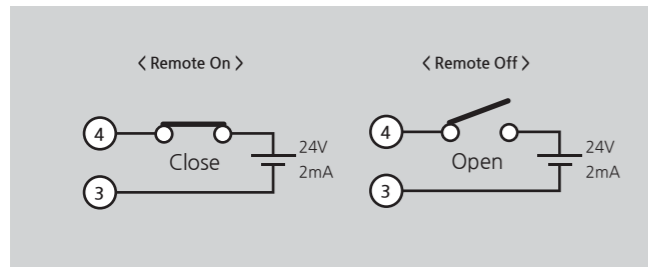 < Remote On >
4
Close
24V
2mA
3
< Remote Off >
4
Open
24V
2mA
3